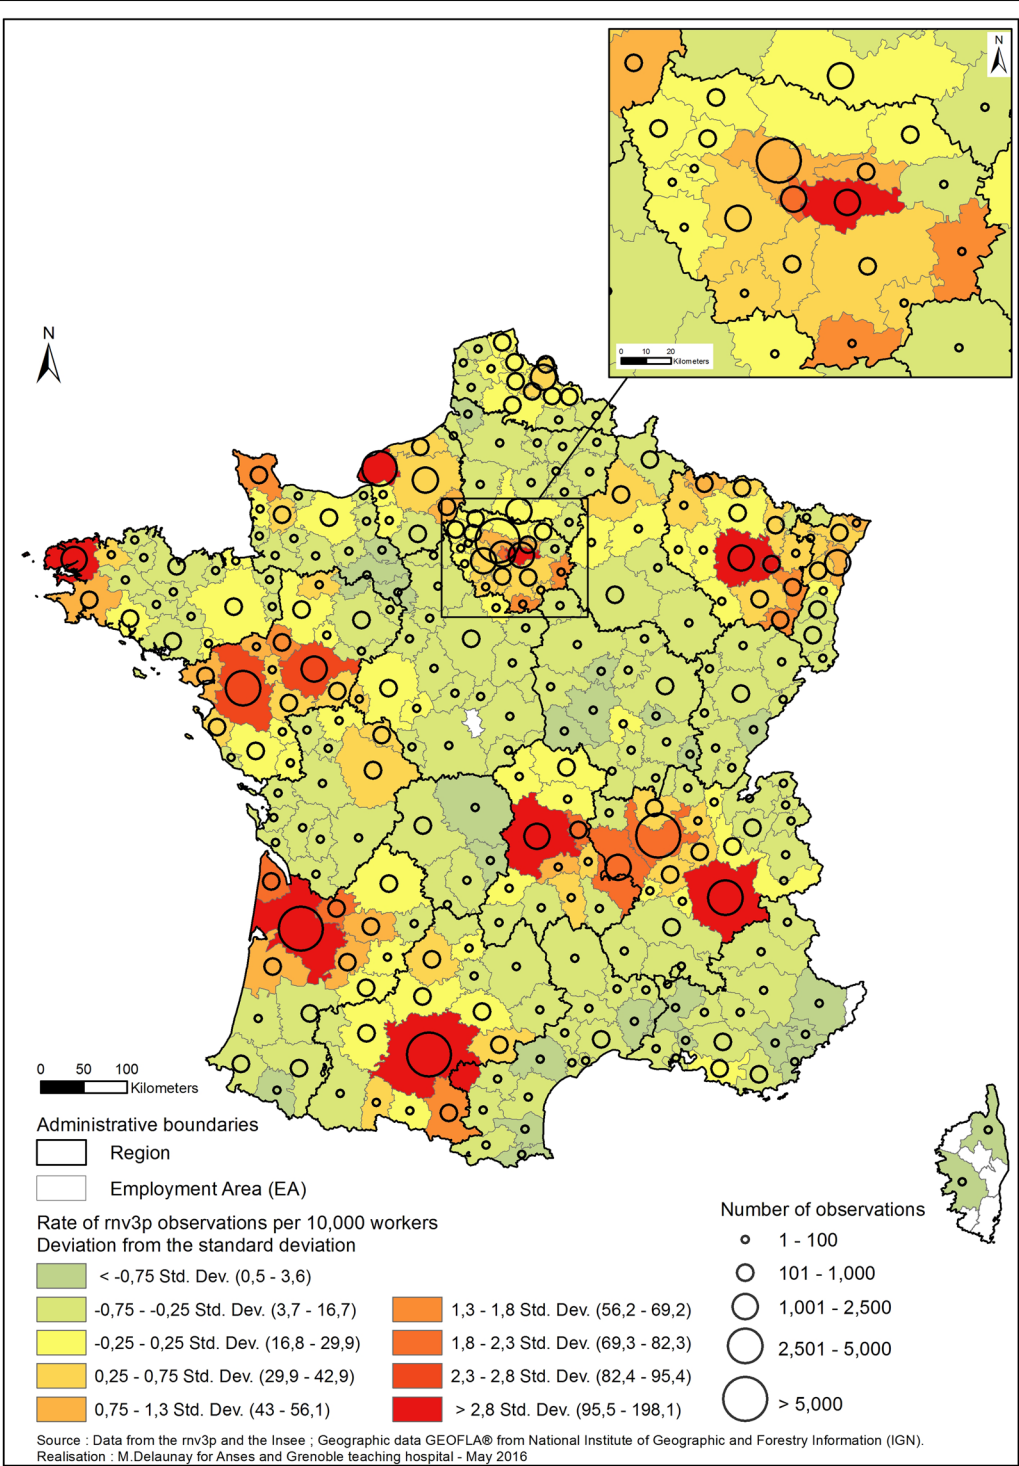 N
0 10 20
Kilometers
N
0 50 100
Kilometers
Administrative boundaries
Region
Employment Area (EA)
Rate of rnv3p observations per 10,000 workers
Deviation from the standard deviation
< -0,75 Std. Dev. (0,5 - 3,6)
-0,75 - -0,25 Std. Dev. (3,7 - 16,7)
-0,25 - 0,25 Std. Dev. (16,8 - 29,9)
0,25 - 0,75 Std. Dev. (29,9 - 42,9)
0,75 - 1,3 Std. Dev. (43 - 56,1)
1,3 - 1,8 Std. Dev. (56,2 - 69,2)
1,8 - 2,3 Std. Dev. (69,3 - 82,3)
2,3 - 2,8 Std. Dev. (82,4 - 95,4)
> 2,8 Std. Dev. (95,5 - 198,1)
Number of observations
1 - 100
101 - 1,000
1,001 - 2,500
2,501 - 5,000
> 5,000
Source : Data from the rnv3p and the Insee ; Geographic data GEOFLA® from National Institute of Geographic and Forestry Information (IGN).
Realisation : M.Delaunay for Anses and Grenoble teaching hospital - May 2016